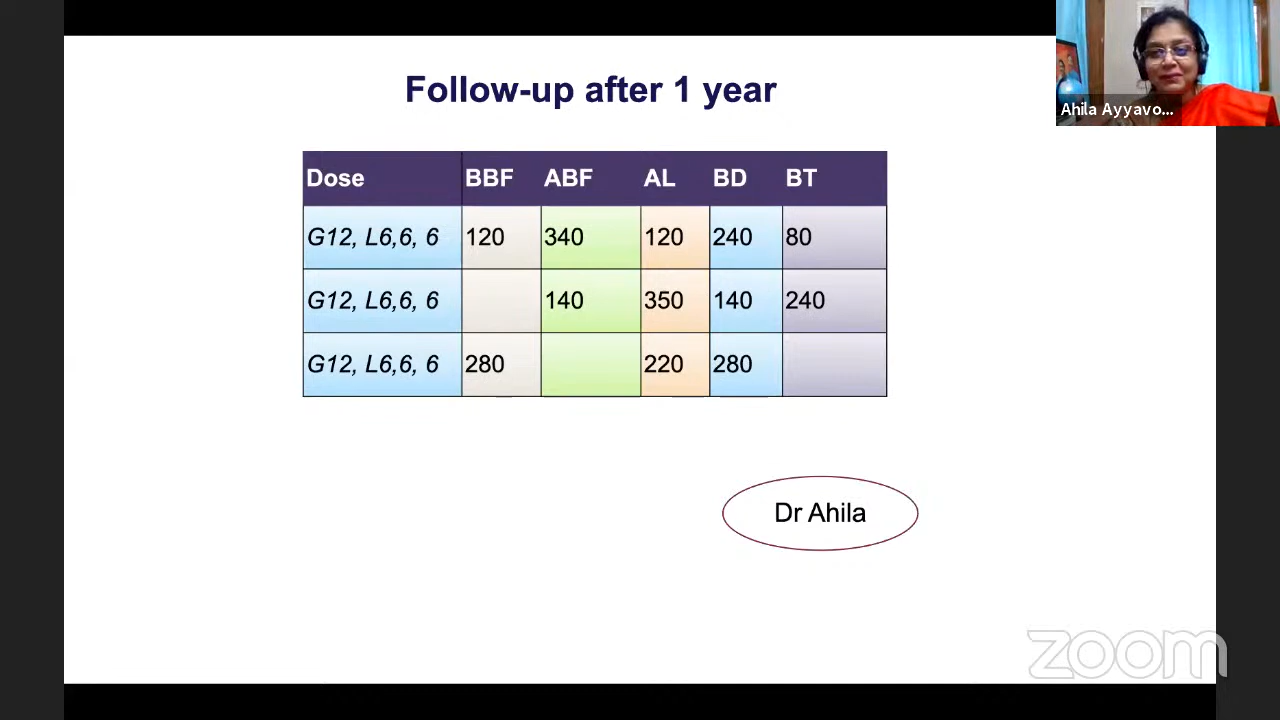 Follow-up after 1 year
Ahila Ayyavo...
Dose BBF ABF AL BD BT
G12, L6,6, 6 120 340 120 240 80
G12, L6,6, 6 140 350 140 240
G12, L6,6, 6 280 220 280
Dr Ahila
zoom